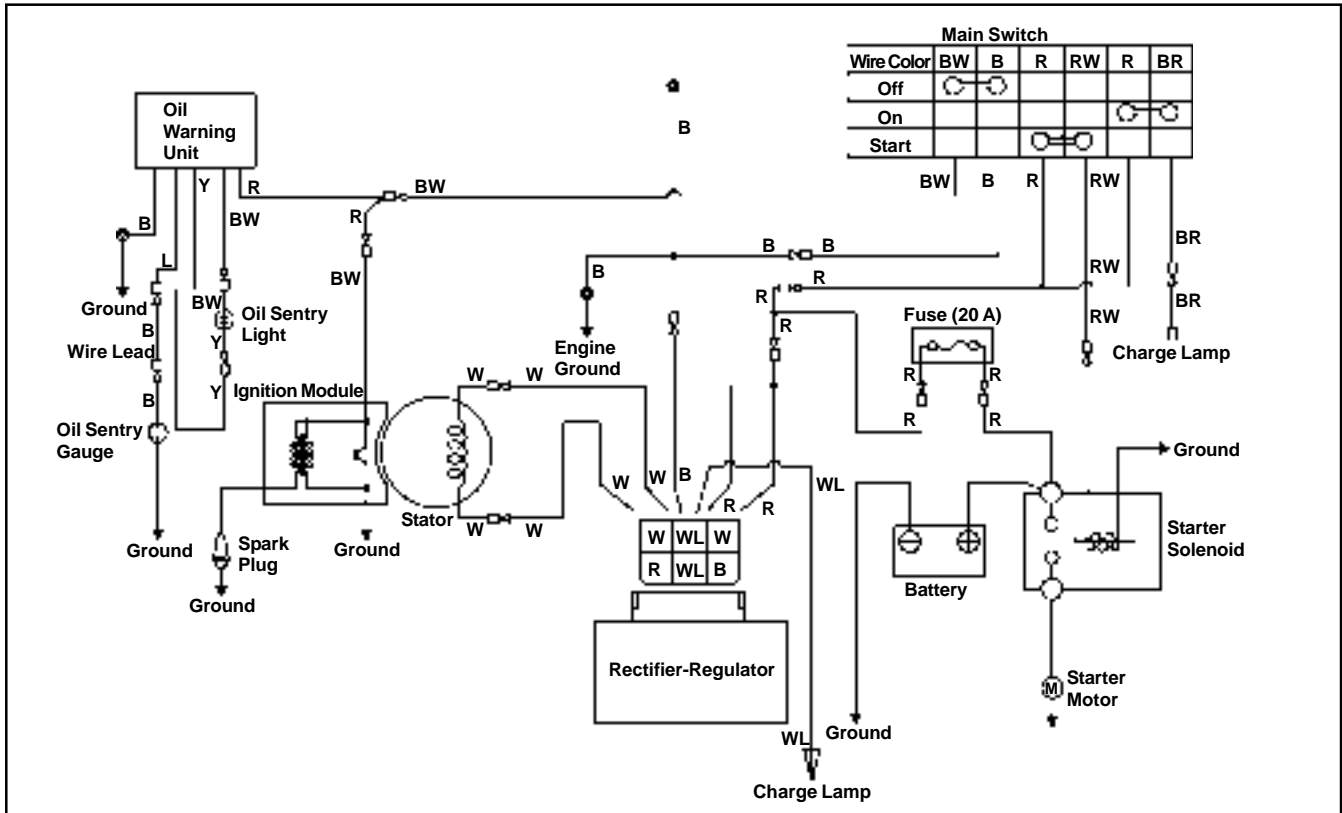 Main Switch
Wire Color BW B R RW R BR
Off
On
Start
BW B R RW
BR
RW
BR
RW
Charge Lamp
Oil
Warning
Unit
Y R BW
B BW R
L
B
Ground
BW
BW
Oil Sentry
Light
B
Y
Wire Lead
B
Y
Oil Sentry
Gauge
Ground
B
B B
B
Engine
Ground
R
R
R
Fuse (20 A)
R R
R R
Ignition Module
W W
Stator
W W
W W B R R
WL
Spark
Plug
Ground
Ground
W WL W
R WL B
Rectifier-Regulator
WL
Charge Lamp
Ground
Battery
Ground
Starter
Solenoid
M
Starter
Motor